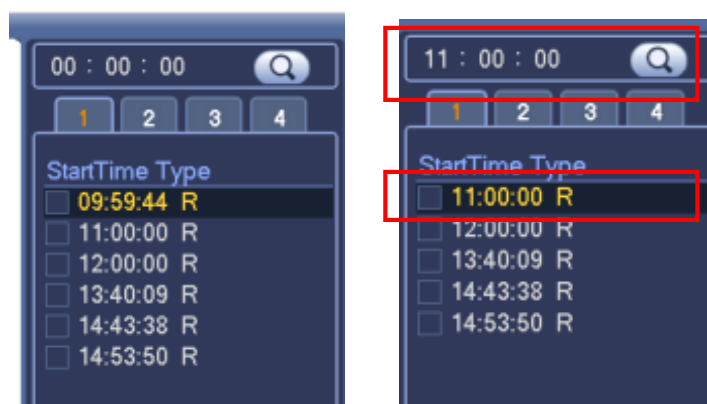 00 : 00 : 00
1 2 3 4
StartTime Type
09:59:44 R
11:00:00 R
12:00:00 R
13:40:09 R
14:43:38 R
14:53:50 R
11 : 00 : 00
1 2 3 4
StartTime Type
11:00:00 R
12:00:00 R
13:40:09 R
14:43:38 R
14:53:50 R